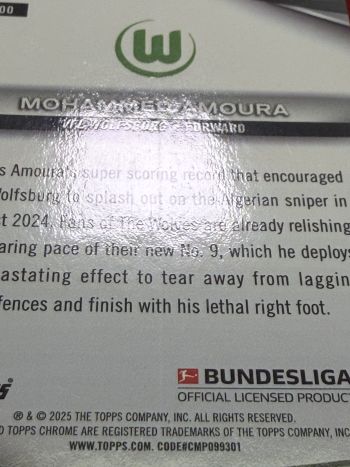 00
W
MOHAMMED AMOURA
VFL WOLFSBURG • FORWARD
s Amoura's super scoring record that encouraged
Wolfsburg to splash out on the Algerian sniper in
st 2024. Fans of The Wolves are already relishing
aring pace of their new No. 9, which he deploys
vastating effect to tear away from laggin
fences and finish with his lethal right foot.
BUNDESLIGA
OFFICIAL LICENSED PRODUCT
® & © 2025 THE TOPPS COMPANY, INC. ALL RIGHTS RESERVED.
D TOPPS CHROME ARE REGISTERED TRADEMARKS OF THE TOPPS COMPANY, INC
WWW.TOPPS.COM. CODE#CMP099301